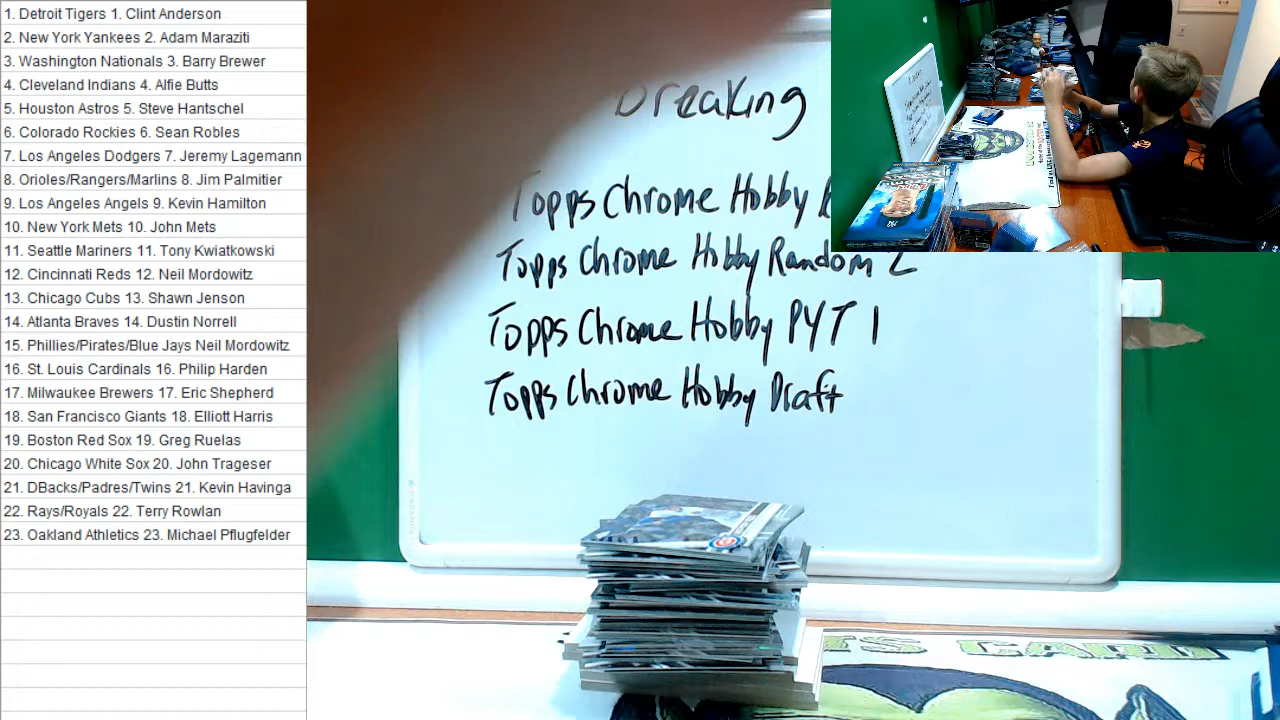 1. Detroit Tigers 1. Clint Anderson
2. New York Yankees 2. Adam Maraziti
3. Washington Nationals 3. Barry Brewer
4. Cleveland Indians 4. Alfie Butts
5. Houston Astros 5. Steve Hantschel
6. Colorado Rockies 6. Sean Robles
7. Los Angeles Dodgers 7. Jeremy Lagemann
8. Orioles/Rangers/Marlins 8. Jim Palmitier
9. Los Angeles Angels 9. Kevin Hamilton
10. New York Mets 10. John Mets
11. Seattle Mariners 11. Tony Kwiatkowski
12. Cincinnati Reds 12. Neil Mordowitz
13. Chicago Cubs 13. Shawn Jenson
14. Atlanta Braves 14. Dustin Norrell
15. Phillies/Pirates/Blue Jays Neil Mordowitz
16. St. Louis Cardinals 16. Philip Harden
17. Milwaukee Brewers 17. Eric Shepherd
18. San Francisco Giants 18. Elliott Harris
19. Boston Red Sox 19. Greg Ruelas
20. Chicago White Sox 20. John Trageser
21. DBacks/Padres/Twins 21. Kevin Havinga
22. Rays/Royals 22. Terry Rowlan
23. Oakland Athletics 23. Michael Pflugfelder
Breaking
Topps Chrome Hobby
Topps Chrome Hobby Random 2
Topps Chrome Hobby PYT 1
Topps Chrome Hobby Draft
CARD